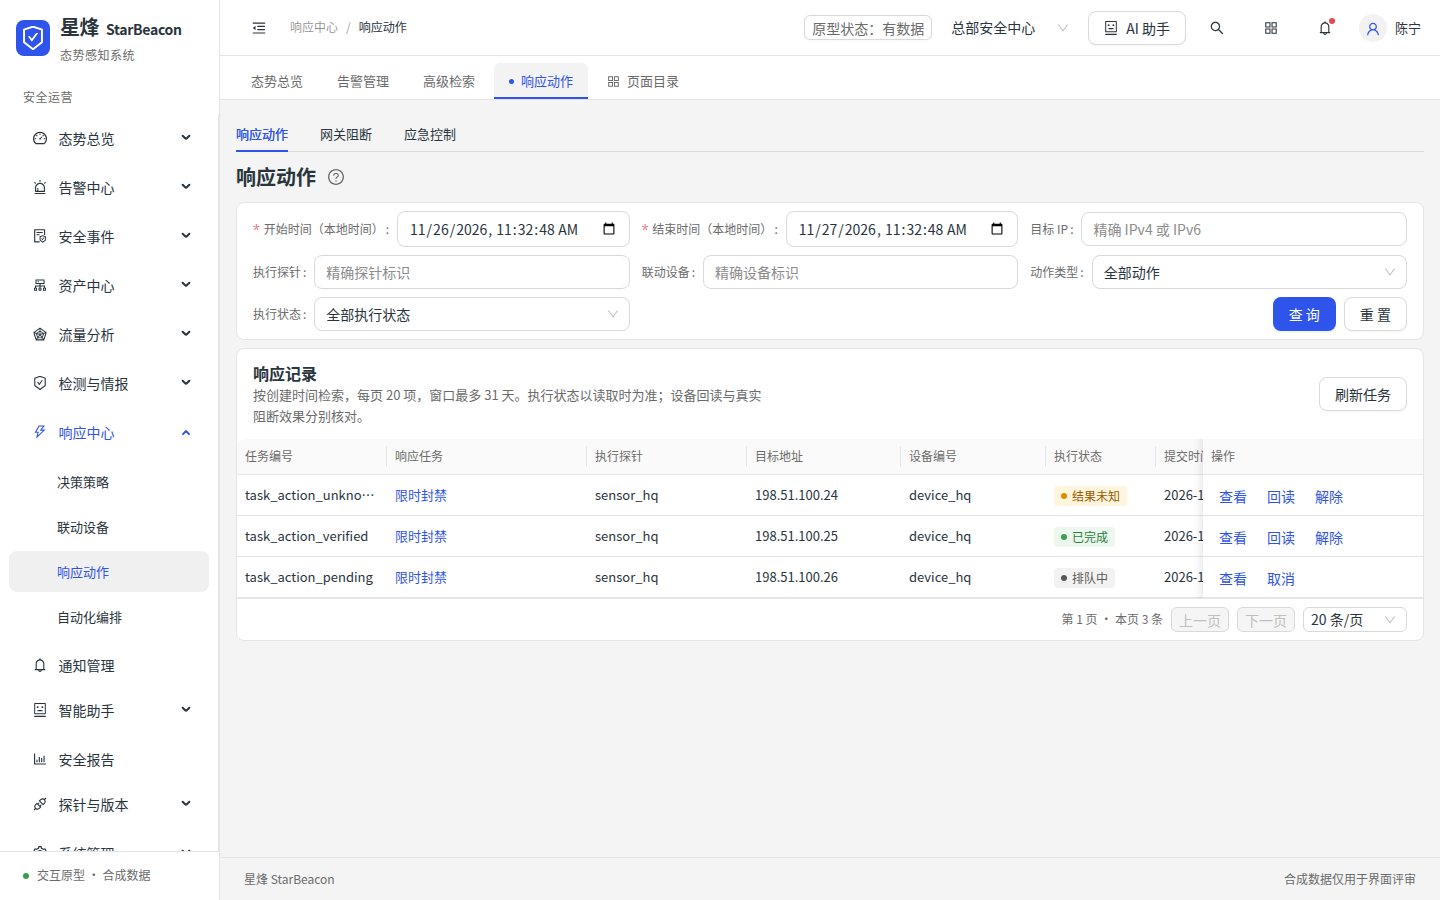 星烽 StarBeacon
态势感知系统
安全运营
态势总览
告警中心
安全事件
资产中心
流量分析
检测与情报
响应中心
决策策略
联动设备
响应动作
自动化编排
通知管理
智能助手
安全报告
探针与版本
交互原型 · 合成数据
响应中心 / 响应动作
原型状态：有数据
总部安全中心
AI 助手
陈宁
态势总览
告警管理
高级检索
响应动作
页面目录
响应动作
网关阻断
应急控制
响应动作
* 开始时间（本地时间）: 11/26/2026, 11:32:48 AM
* 结束时间（本地时间）: 11/27/2026, 11:32:48 AM
目标 IP: 精确 IPv4 或 IPv6
执行探针: 精确探针标识
联动设备: 精确设备标识
动作类型: 全部动作
执行状态: 全部执行状态
查 询
重 置
响应记录
按创建时间检索，每页 20 项，窗口最多 31 天。执行状态以读取时为准；设备回读与真实
阻断效果分别核对。
刷新任务
任务编号 响应任务 执行探针 目标地址 设备编号 执行状态 提交时 操作
task_action_unkno… 限时封禁 sensor_hq 198.51.100.24 device_hq 结果未知 2026-1 查看 回读 解除
task_action_verified 限时封禁 sensor_hq 198.51.100.25 device_hq 已完成 2026-1 查看 回读 解除
task_action_pending 限时封禁 sensor_hq 198.51.100.26 device_hq 排队中 2026-1 查看 取消
第 1 页 · 本页 3 条 上一页 下一页 20 条/页
星烽 StarBeacon
合成数据仅用于界面评审